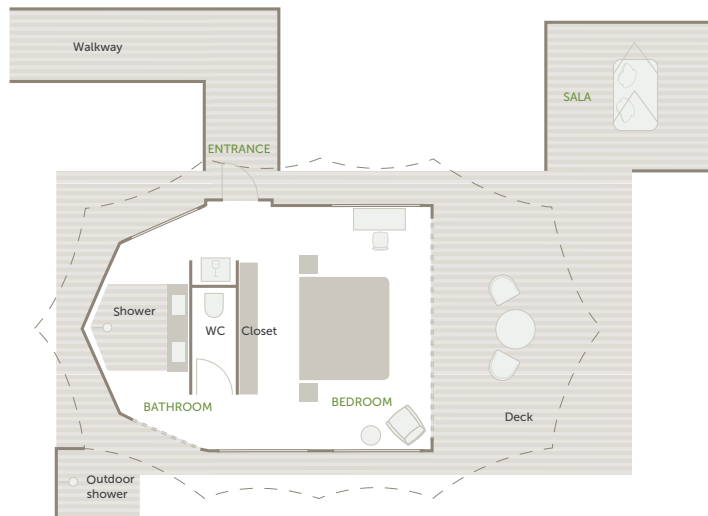 Walkway
SALA
ENTRANCE
Shower
WC
Closet
BATHROOM
BEDROOM
Deck
Outdoor
shower